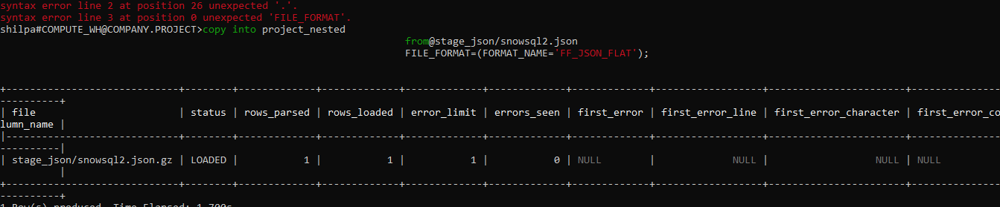 syntax error line 2 at position 26 unexpected '.'.
syntax error line 3 at position 0 unexpected 'FILE_FORMAT'.
shilpa#COMPUTE_WH@COMPANY.PROJECT>copy into project_nested
from@stage_json/snowsql2.json
FILE_FORMAT=(FORMAT_NAME='FF_JSON_FLAT');
+-----------------------------+--------+-------------+-------------+-------------+-------------+-------------+------------------+-----------------------+---------------
----------+
| file | status | rows_parsed | rows_loaded | error_limit | errors_seen | first_error | first_error_line | first_error_character | first_error_co
lumn_name |
|-----------------------------+--------+-------------+-------------+-------------+-------------+-------------+------------------+-----------------------+---------------
----------|
| stage_json/snowsql2.json.gz | LOADED | 1 | 1 | 1 | 0 | NULL | NULL | NULL | NULL
|
+-----------------------------+--------+-------------+-------------+-------------+-------------+-------------+------------------+-----------------------+---------------
----------+
1 Row(s) produced. Time Elapsed: 1.700s